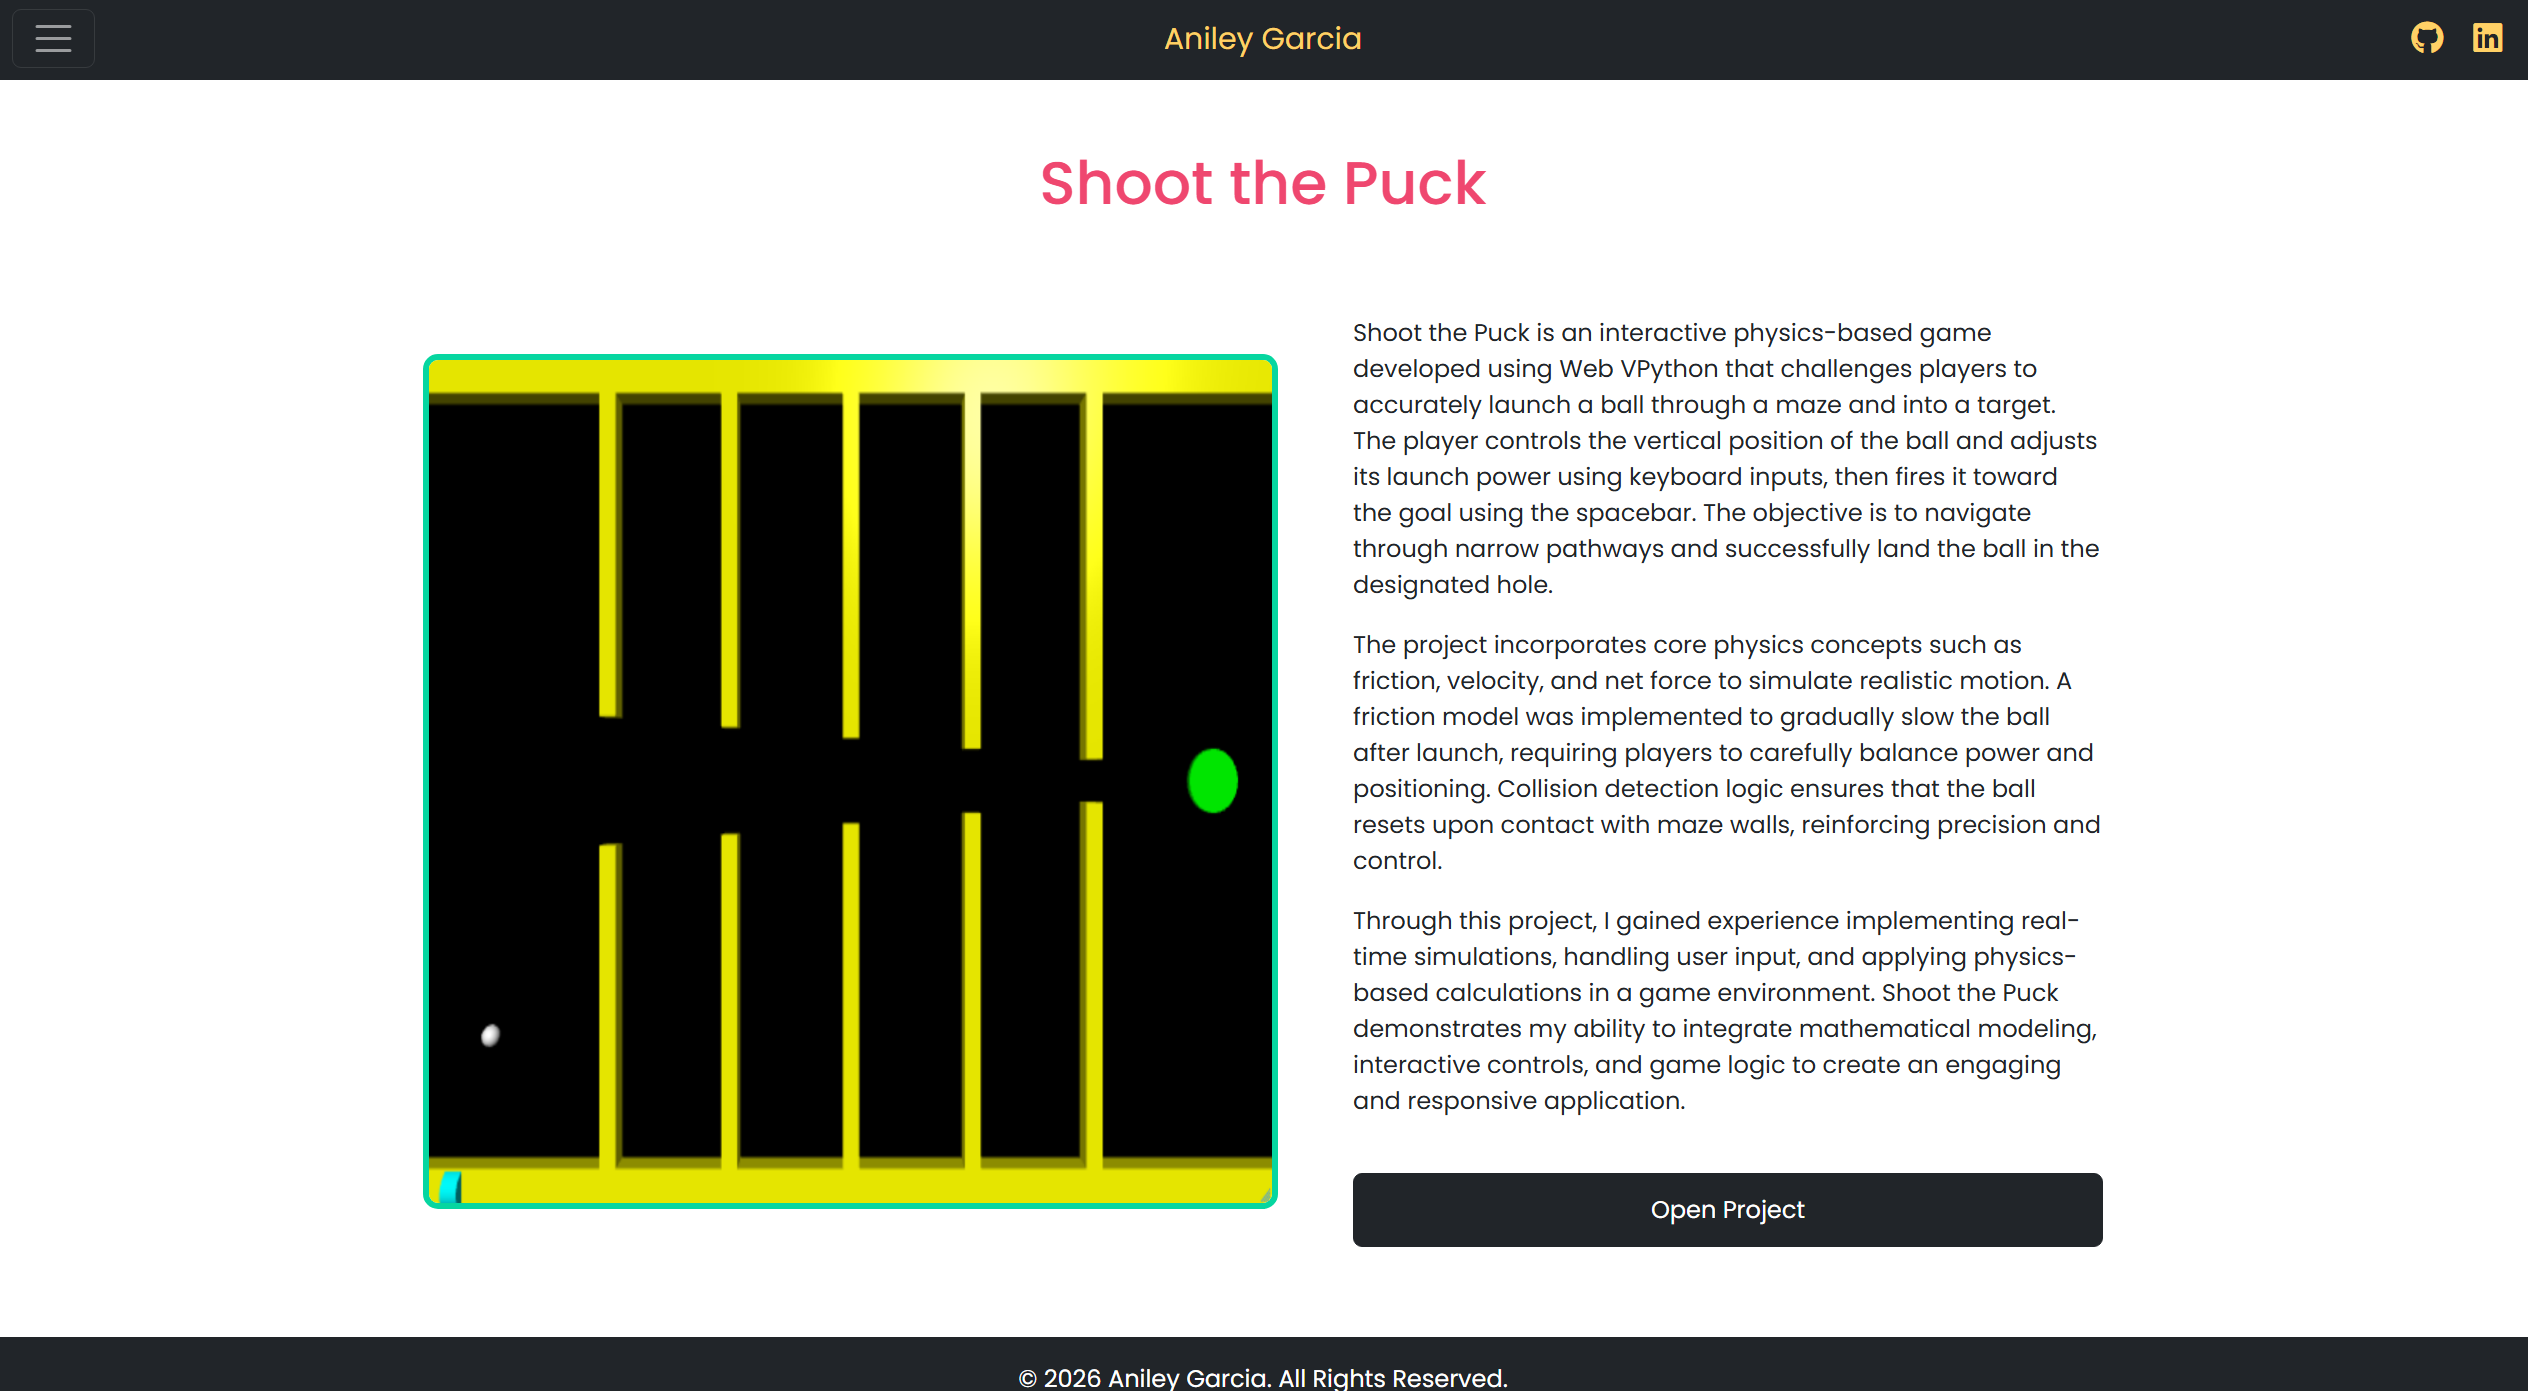 Aniley Garcia
Shoot the Puck
Shoot the Puck is an interactive physics-based game
developed using Web VPython that challenges players to
accurately launch a ball through a maze and into a target.
The player controls the vertical position of the ball and adjusts
its launch power using keyboard inputs, then fires it toward
the goal using the spacebar. The objective is to navigate
through narrow pathways and successfully land the ball in the
designated hole.
The project incorporates core physics concepts such as
friction, velocity, and net force to simulate realistic motion. A
friction model was implemented to gradually slow the ball
after launch, requiring players to carefully balance power and
positioning. Collision detection logic ensures that the ball
resets upon contact with maze walls, reinforcing precision and
control.
Through this project, I gained experience implementing real-
time simulations, handling user input, and applying physics-
based calculations in a game environment. Shoot the Puck
demonstrates my ability to integrate mathematical modeling,
interactive controls, and game logic to create an engaging
and responsive application.
Open Project
© 2026 Aniley Garcia. All Rights Reserved.